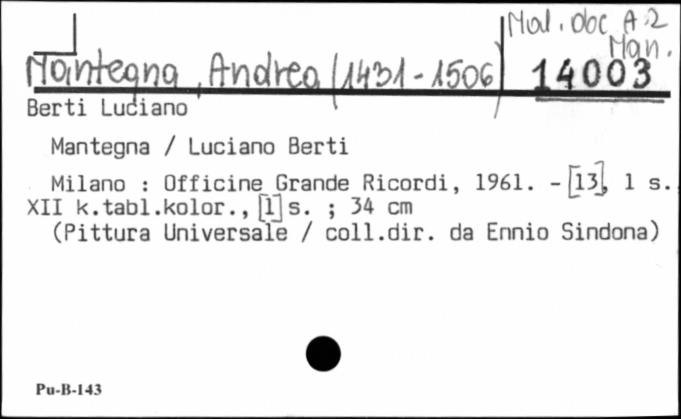 Mal. obc A-2
Man.
Mantegna, Andrea (1431-1506) 14003
Berti Luciano
Mantegna / Luciano Berti
Milano : Officine Grande Ricordi, 1961. - [13], 1 s.,
XII k.tabl.kolor., [1] s. ; 34 cm
(Pittura Universale / coll.dir. da Ennio Sindona)
Pu-B-143